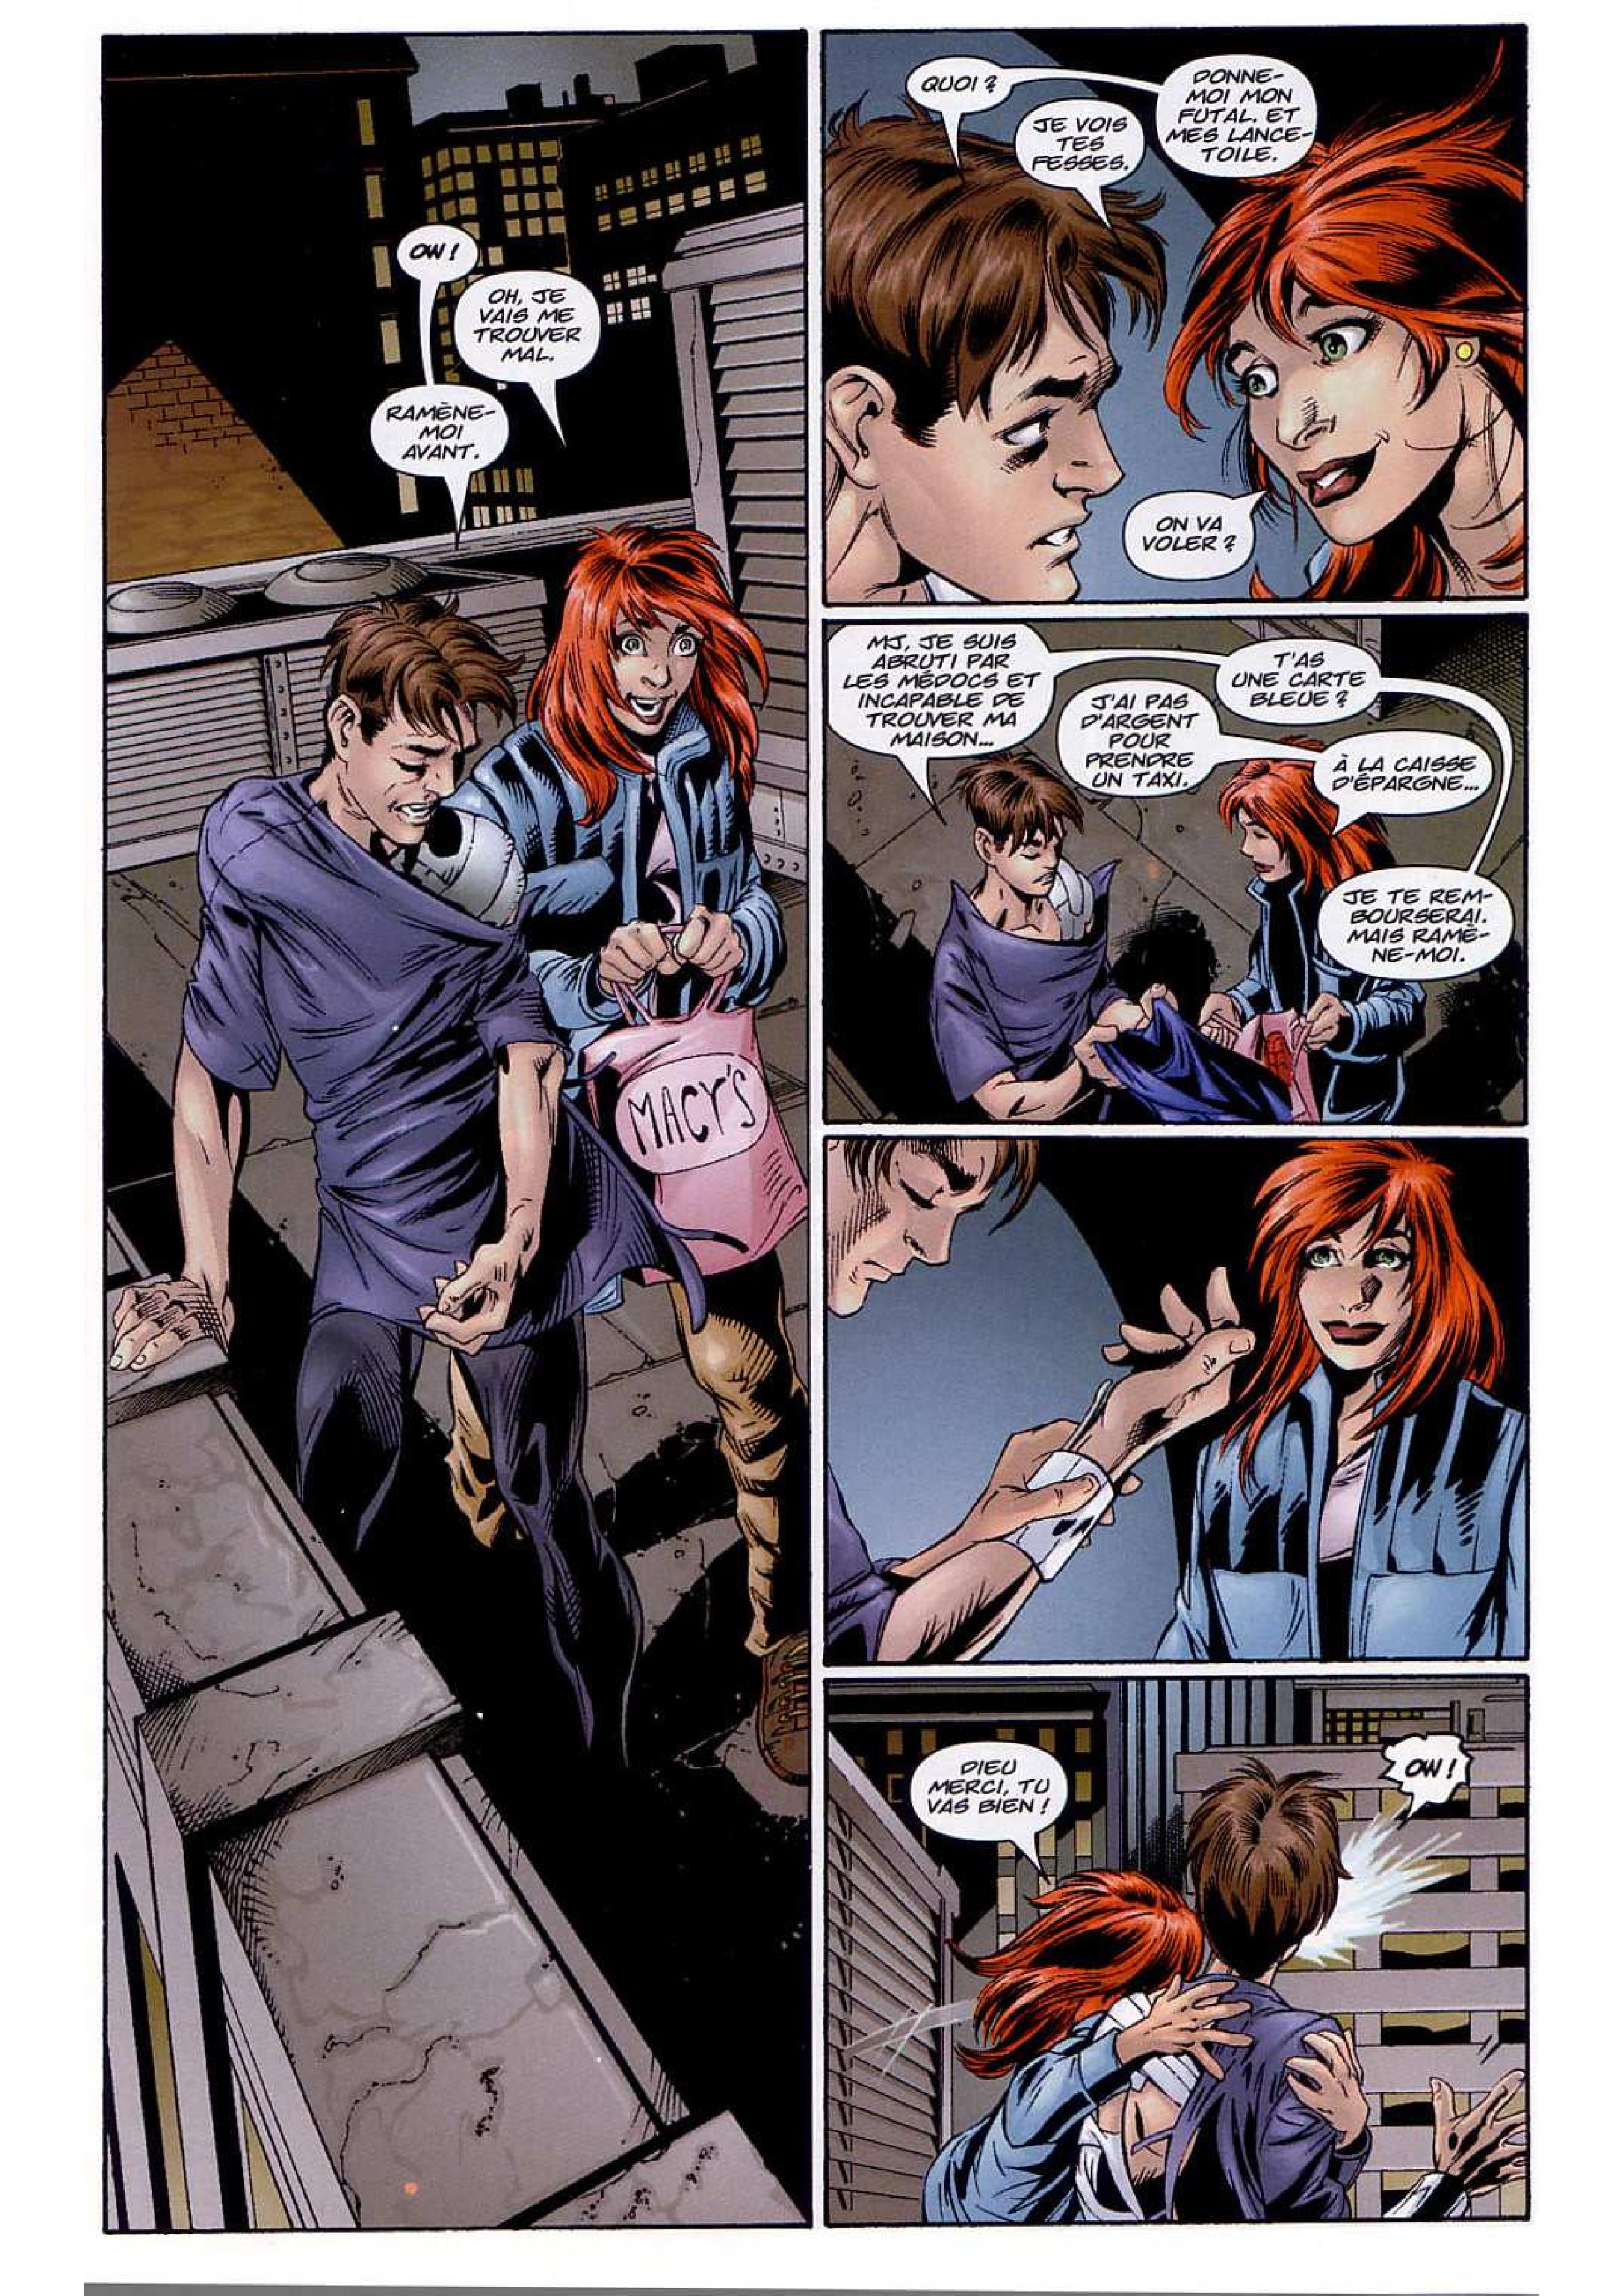 OW !
OH, JE
VAIS ME
TROUVER
MAL.
RAMÈNE-
MOI
AVANT.
MACY'S
QUOI ?
JE VOIS
TES
FESSES.
DONNE-
MOI MON
FUTAL. ET
MES LANCE-
TOILE.
ON VA
VOLER ?
MJ, JE SUIS
ABRUTI PAR
LES MÉDOCS ET
INCAPABLE DE
TROUVER MA
MAISON...
J'AI PAS
D'ARGENT
POUR
PRENDRE
UN TAXI.
T'AS
UNE CARTE
BLEUE ?
À LA CAISSE
D'ÉPARGNE...
JE TE REM-
BOURSERAI.
MAIS RAMÈ-
NE-MOI.
DIEU
MERCI, TU
VAS BIEN !
OW !